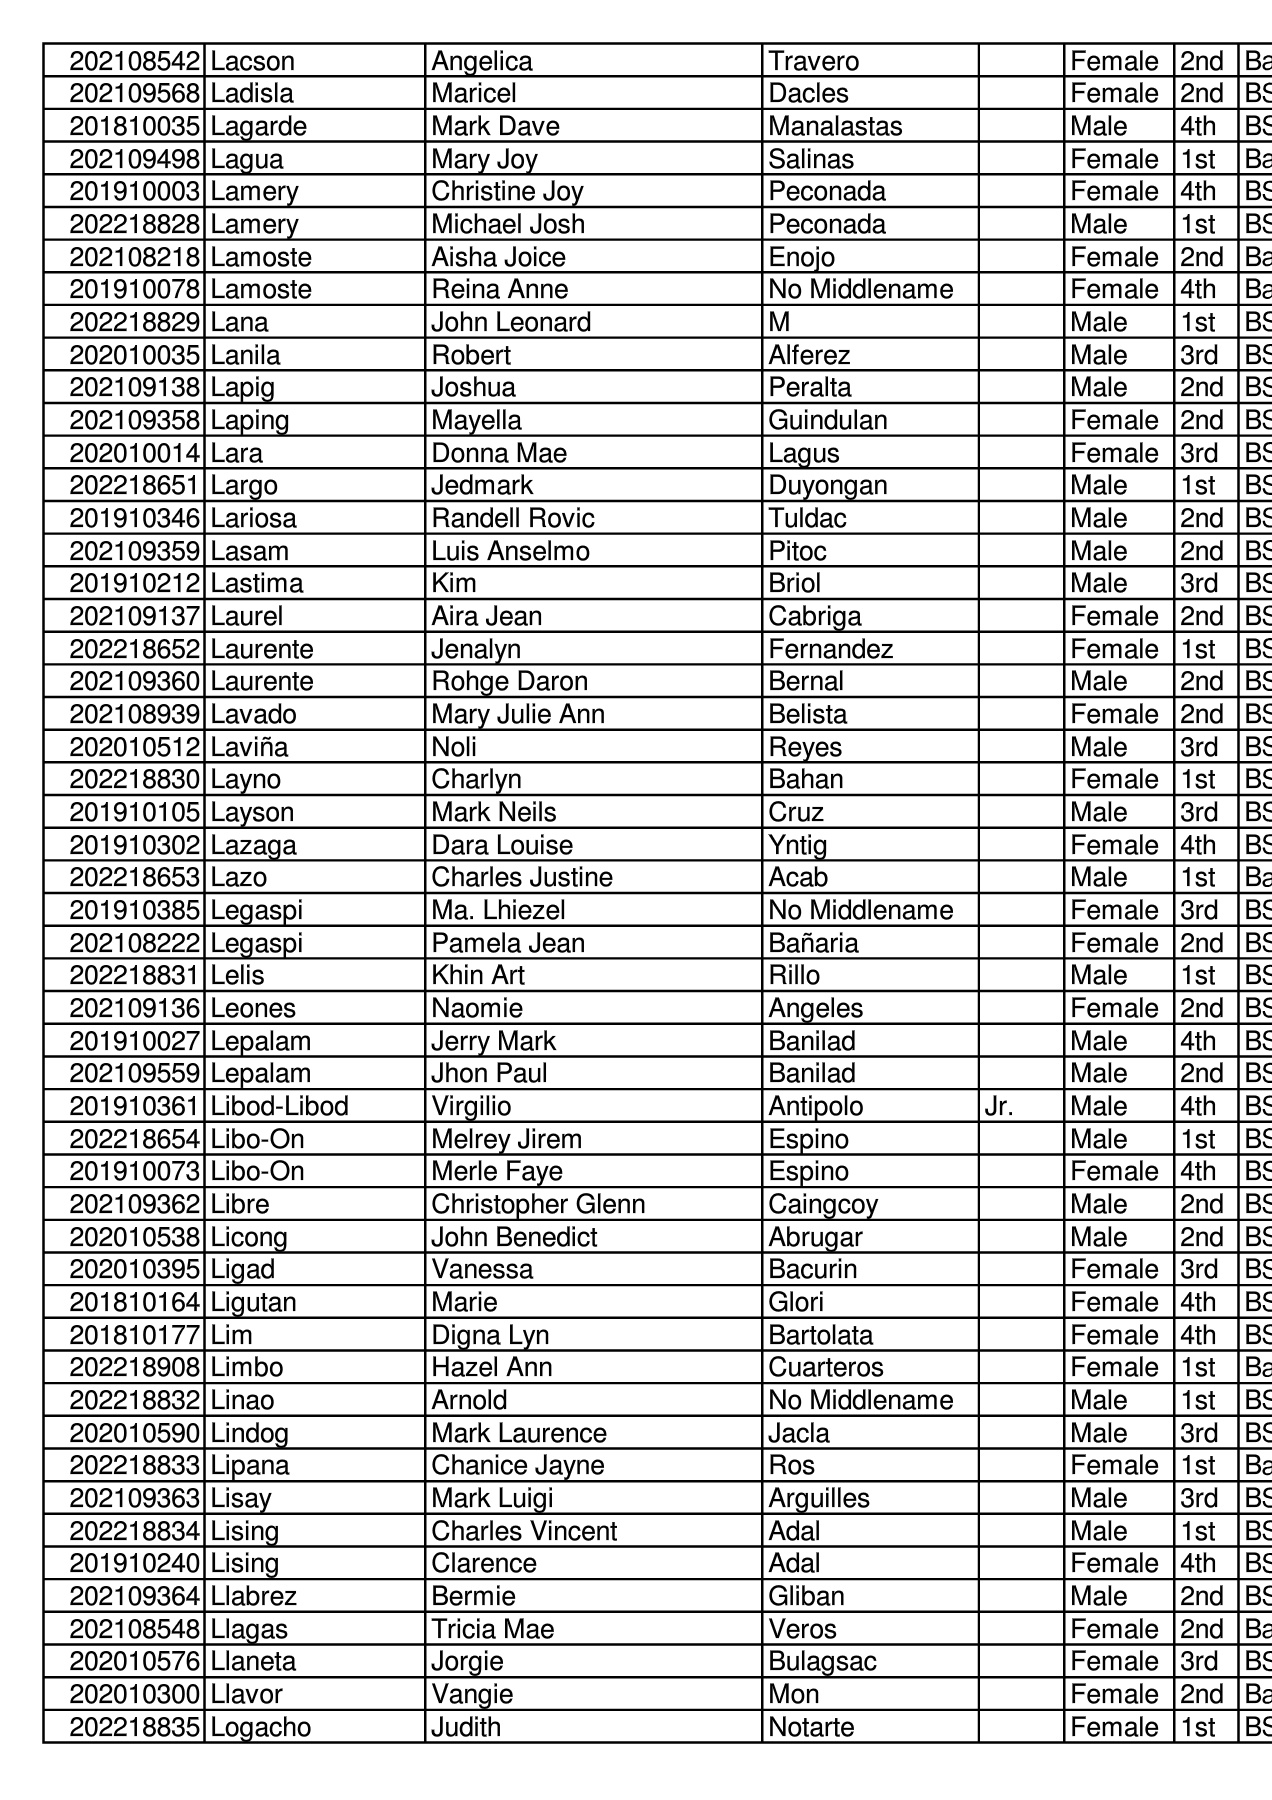 202108542 Lacson Angelica Travero Female 2nd Ba
202109568 Ladisla Maricel Dacles Female 2nd BS
201810035 Lagarde Mark Dave Manalastas Male 4th BS
202109498 Lagua Mary Joy Salinas Female 1st Ba
201910003 Lamery Christine Joy Peconada Female 4th BS
202218828 Lamery Michael Josh Peconada Male 1st BS
202108218 Lamoste Aisha Joice Enojo Female 2nd Ba
201910078 Lamoste Reina Anne No Middlename Female 4th Ba
202218829 Lana John Leonard M Male 1st BS
202010035 Lanila Robert Alferez Male 3rd BS
202109138 Lapig Joshua Peralta Male 2nd BS
202109358 Laping Mayella Guindulan Female 2nd BS
202010014 Lara Donna Mae Lagus Female 3rd BS
202218651 Largo Jedmark Duyongan Male 1st BS
201910346 Lariosa Randell Rovic Tuldac Male 2nd BS
202109359 Lasam Luis Anselmo Pitoc Male 2nd BS
201910212 Lastima Kim Briol Male 3rd BS
202109137 Laurel Aira Jean Cabriga Female 2nd BS
202218652 Laurente Jenalyn Fernandez Female 1st BS
202109360 Laurente Rohge Daron Bernal Male 2nd BS
202108939 Lavado Mary Julie Ann Belista Female 2nd BS
202010512 Laviña Noli Reyes Male 3rd BS
202218830 Layno Charlyn Bahan Female 1st BS
201910105 Layson Mark Neils Cruz Male 3rd BS
201910302 Lazaga Dara Louise Yntig Female 4th BS
202218653 Lazo Charles Justine Acab Male 1st Ba
201910385 Legaspi Ma. Lhiezel No Middlename Female 3rd BS
202108222 Legaspi Pamela Jean Bañaria Female 2nd BS
202218831 Lelis Khin Art Rillo Male 1st BS
202109136 Leones Naomie Angeles Female 2nd BS
201910027 Lepalam Jerry Mark Banilad Male 4th BS
202109559 Lepalam Jhon Paul Banilad Male 2nd BS
201910361 Libod-Libod Virgilio Antipolo Jr. Male 4th BS
202218654 Libo-On Melrey Jirem Espino Male 1st BS
201910073 Libo-On Merle Faye Espino Female 4th BS
202109362 Libre Christopher Glenn Caingcoy Male 2nd BS
202010538 Licong John Benedict Abrugar Male 2nd BS
202010395 Ligad Vanessa Bacurin Female 3rd BS
201810164 Ligutan Marie Glori Female 4th BS
201810177 Lim Digna Lyn Bartolata Female 4th BS
202218908 Limbo Hazel Ann Cuarteros Female 1st Ba
202218832 Linao Arnold No Middlename Male 1st BS
202010590 Lindog Mark Laurence Jacla Male 3rd BS
202218833 Lipana Chanice Jayne Ros Female 1st Ba
202109363 Lisay Mark Luigi Arguilles Male 3rd BS
202218834 Lising Charles Vincent Adal Male 1st BS
201910240 Lising Clarence Adal Female 4th BS
202109364 Llabrez Bermie Gliban Male 2nd BS
202108548 Llagas Tricia Mae Veros Female 2nd Ba
202010576 Llaneta Jorgie Bulagsac Female 3rd BS
202010300 Llavor Vangie Mon Female 2nd Ba
202218835 Logacho Judith Notarte Female 1st BS